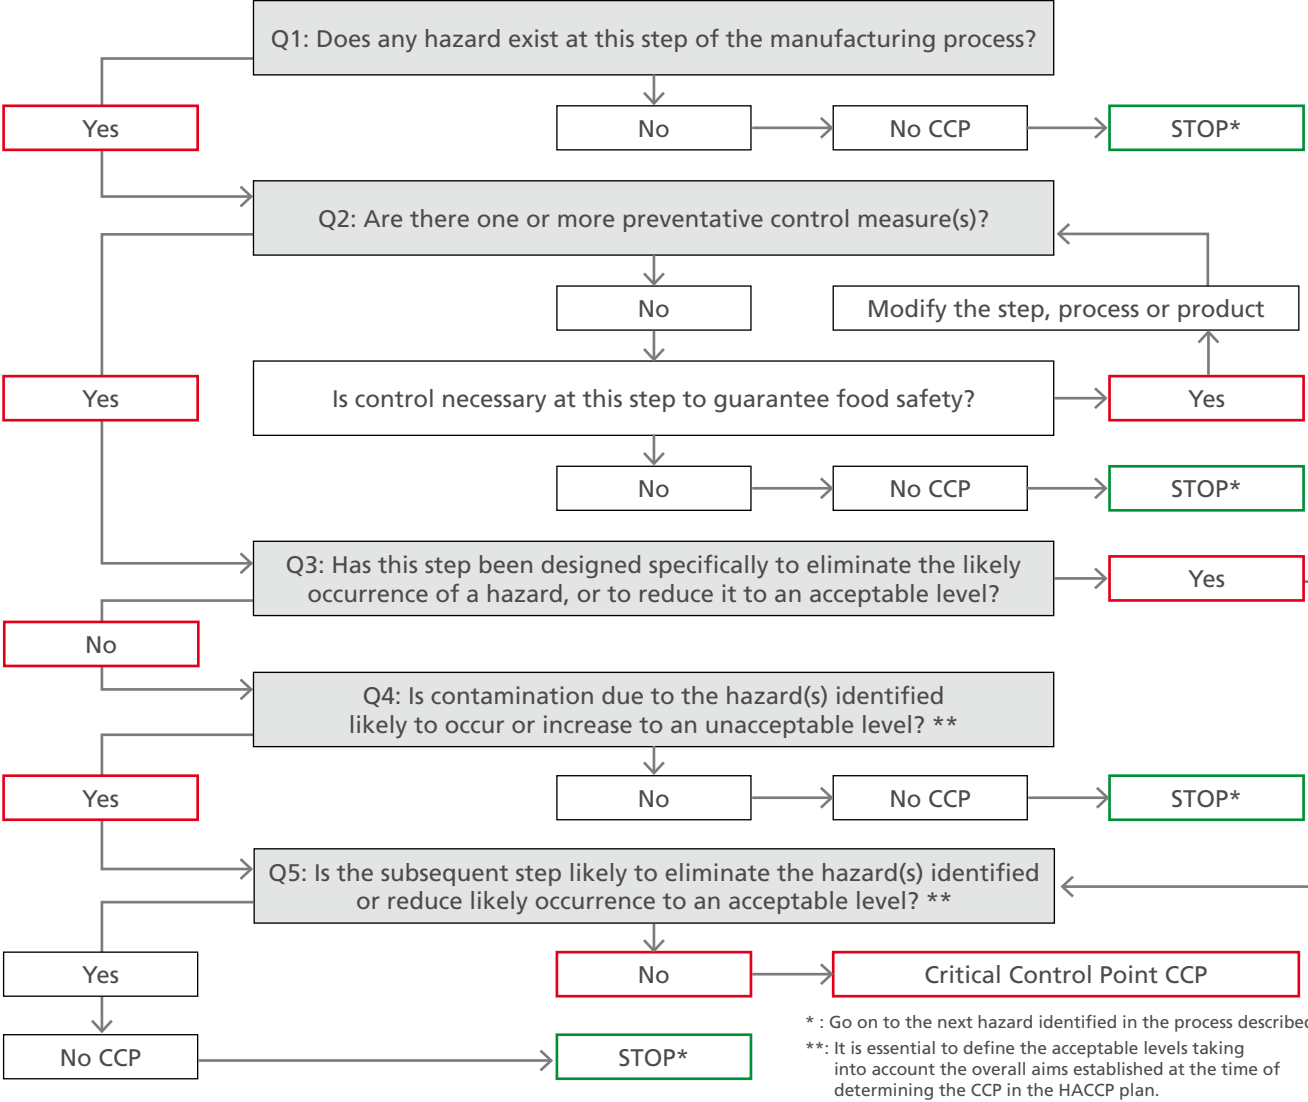 Q1: Does any hazard exist at this step of the manufacturing process?
Yes
No
No CCP
STOP*
Q2: Are there one or more preventative control measure(s)?
No
Modify the step, process or product
Yes
Is control necessary at this step to guarantee food safety?
Yes
No
No CCP
STOP*
Q3: Has this step been designed specifically to eliminate the likely
occurrence of a hazard, or to reduce it to an acceptable level?
Yes
No
Q4: Is contamination due to the hazard(s) identified
likely to occur or increase to an unacceptable level? **
Yes
No
No CCP
STOP*
Q5: Is the subsequent step likely to eliminate the hazard(s) identified
or reduce likely occurrence to an acceptable level? **
Yes
No
Critical Control Point CCP
* : Go on to the next hazard identified in the process described
No CCP
STOP*
**: It is essential to define the acceptable levels taking
into account the overall aims established at the time of
determining the CCP in the HACCP plan.